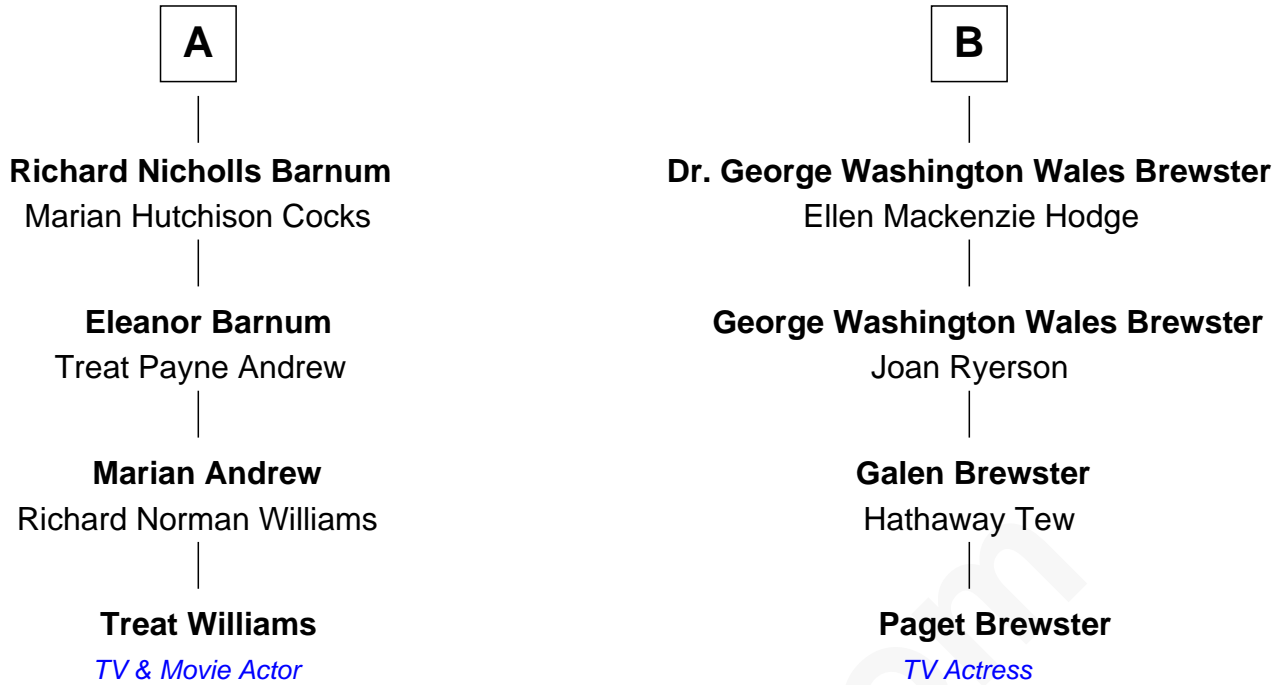 A
Richard Nicholls Barnum
Marian Hutchison Cocks
Eleanor Barnum
Treat Payne Andrew
Marian Andrew
Richard Norman Williams
Treat Williams
TV & Movie Actor
B
Dr. George Washington Wales Brewster
Ellen Mackenzie Hodge
George Washington Wales Brewster
Joan Ryerson
Galen Brewster
Hathaway Tew
Paget Brewster
TV Actress